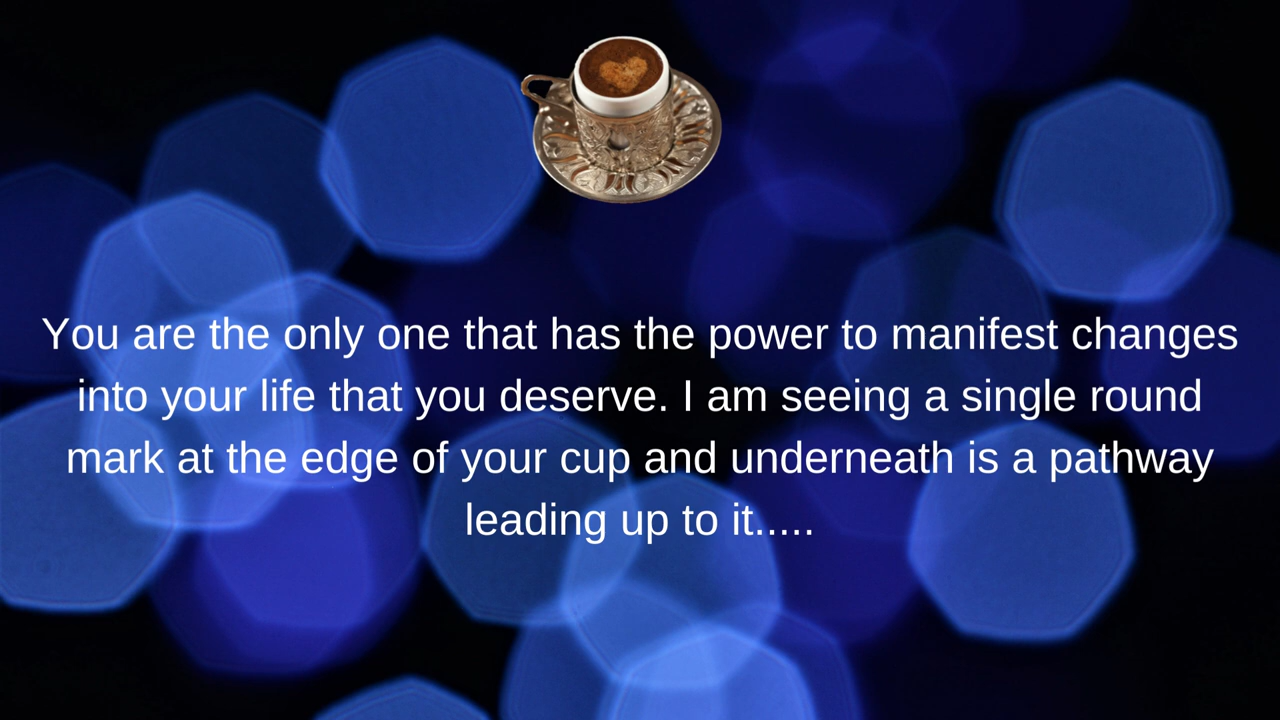 You are the only one that has the power to manifest changes
into your life that you deserve. I am seeing a single round
mark at the edge of your cup and underneath is a pathway
leading up to it.....